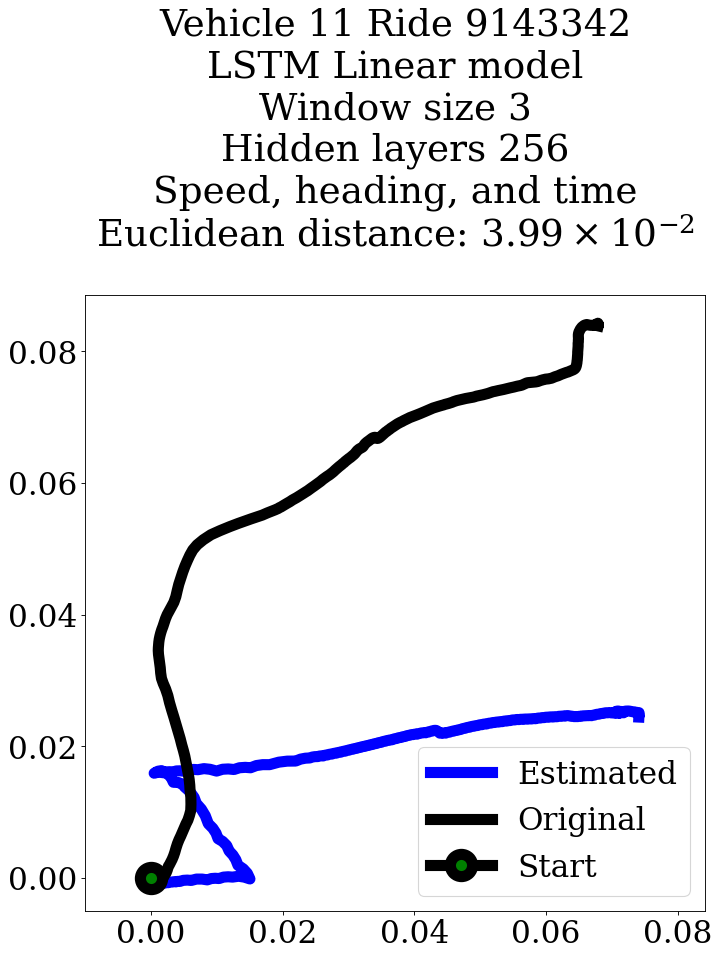 Vehicle 11 Ride 9143342
LSTM Linear model
Window size 3
Hidden layers 256
Speed, heading, and time
Euclidean distance: 3.99 × 10⁻²
0.08
0.06
0.04
0.02
0.00
Estimated
Original
Start
0.00 0.02 0.04 0.06 0.08